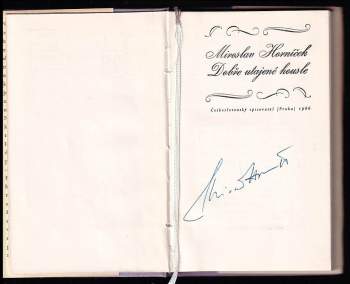 Miroslav Horníček
Dobře utajené housle
Československý spisovatel [Praha] 1966